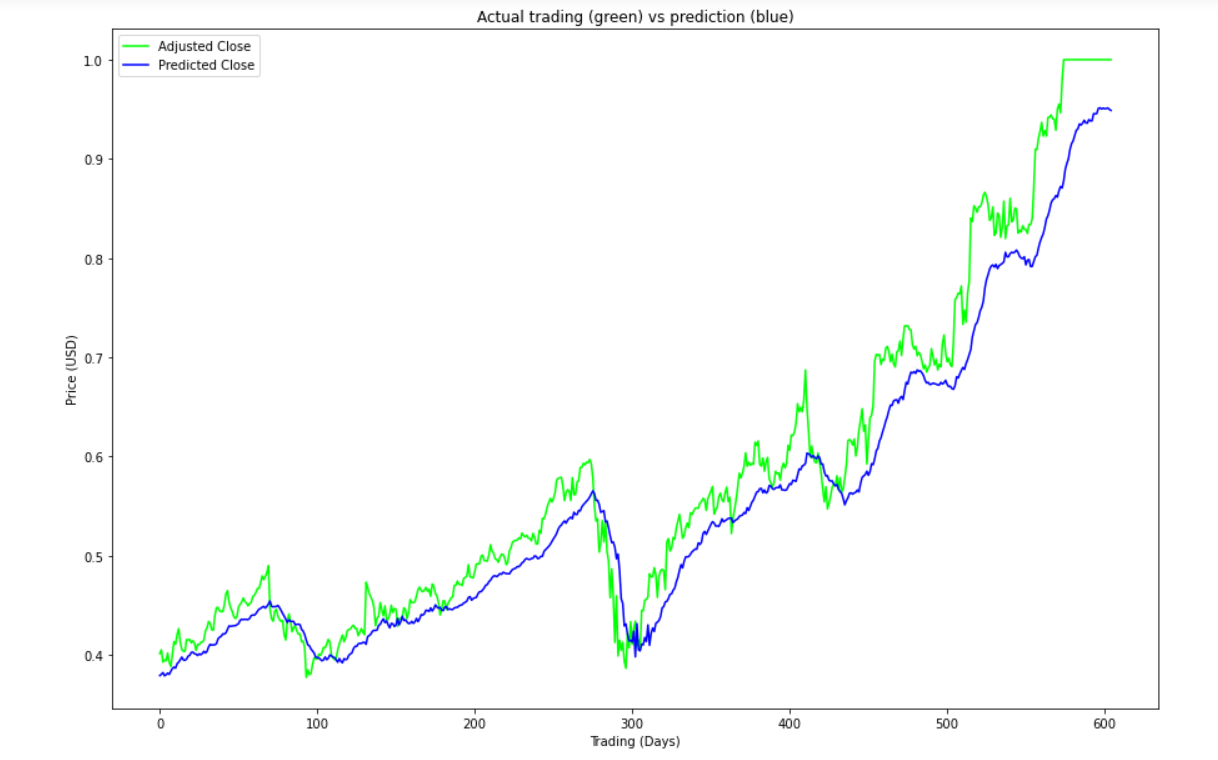 Actual trading (green) vs prediction (blue)
Adjusted Close
Predicted Close
1.0
0.9
0.8
0.7
0.6
0.5
0.4
Price (USD)
0 100 200 300 400 500 600
Trading (Days)